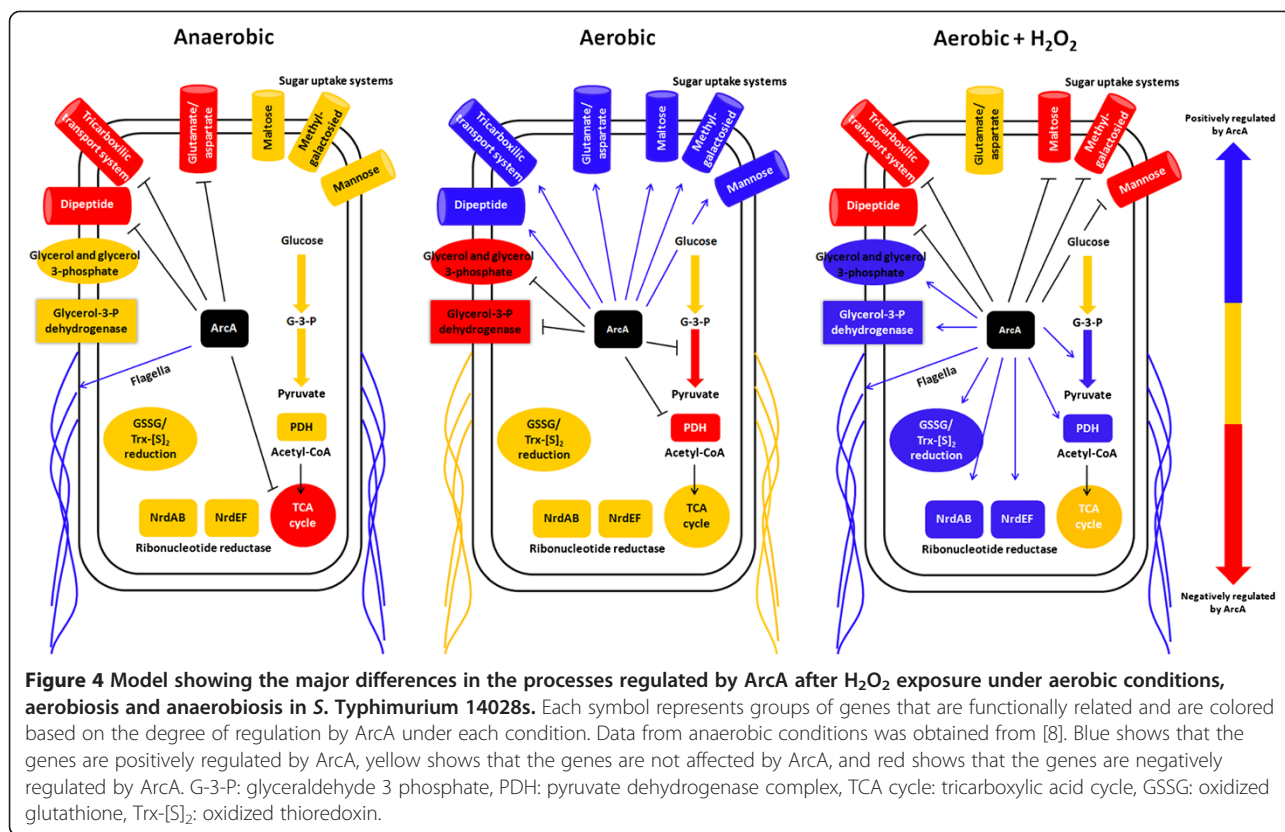 Anaerobic
Tricarboxilic
transport system
Glutamate/
aspartate
Sugar uptake systems
Maltose
Methyl-
galactosied
Mannose
Dipeptide
Glycerol and glycerol
3-phosphate
Glycerol-3-P
dehydrogenase
ArcA
Flagella
Glucose
G-3-P
Pyruvate
PDH
Acetyl-CoA
TCA
cycle
GSSG/
Trx-[S]2
reduction
NrdAB
NrdEF
Ribonucleotide reductase
Aerobic
Tricarboxilic
transport system
Glutamate/
aspartate
Sugar uptake systems
Maltose
Methyl-
galactosied
Mannose
Dipeptide
Glycerol and glycerol
3-phosphate
Glycerol-3-P
dehydrogenase
ArcA
Glucose
G-3-P
Pyruvate
PDH
Acetyl-CoA
TCA
cycle
GSSG/
Trx-[S]2
reduction
NrdAB
NrdEF
Ribonucleotide reductase
Aerobic + H2O2
Tricarboxilic
transport system
Glutamate/
aspartate
Sugar uptake systems
Maltose
Methyl-
galactosied
Mannose
Dipeptide
Glycerol and glycerol
3-phosphate
Glycerol-3-P
dehydrogenase
ArcA
Flagella
Glucose
G-3-P
Pyruvate
PDH
Acetyl-CoA
TCA
cycle
GSSG/
Trx-[S]2
reduction
NrdAB
NrdEF
Ribonucleotide reductase
Positively regulated
by ArcA
Negatively regulated
by ArcA
Figure 4 Model showing the major differences in the processes regulated by ArcA after H2O2 exposure under aerobic conditions,
aerobiosis and anaerobiosis in S. Typhimurium 14028s. Each symbol represents groups of genes that are functionally related and are colored
based on the degree of regulation by ArcA under each condition. Data from anaerobic conditions was obtained from [8]. Blue shows that the
genes are positively regulated by ArcA, yellow shows that the genes are not affected by ArcA, and red shows that the genes are negatively
regulated by ArcA. G-3-P: glyceraldehyde 3 phosphate, PDH: pyruvate dehydrogenase complex, TCA cycle: tricarboxylic acid cycle, GSSG: oxidized
glutathione, Trx-[S]2: oxidized thioredoxin.